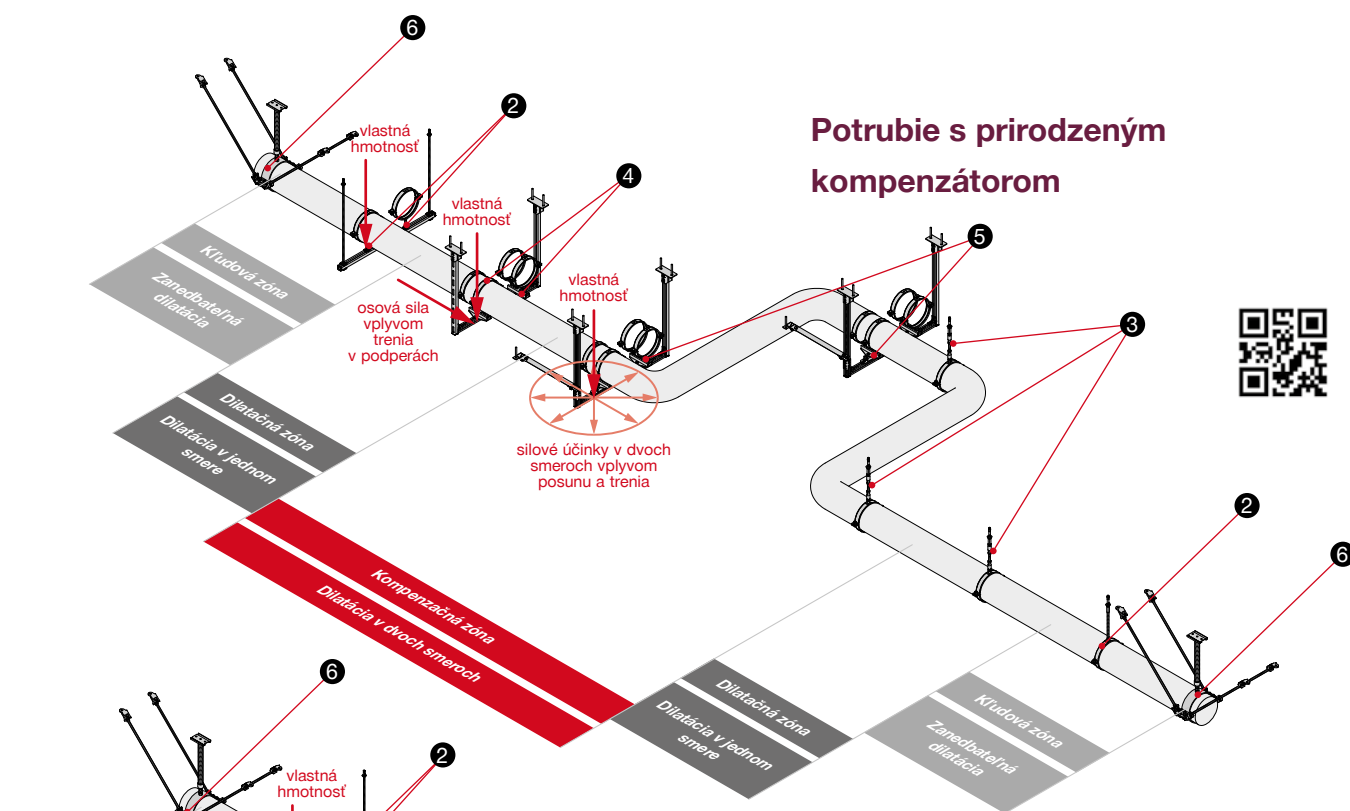 Potrubie s prirodzeným
kompenzátorom
6
2
vlastná
hmotnosť
4
vlastná
hmotnosť
5
vlastná
hmotnosť
osová sila
vplyvom
trenia
v podperách
3
silové účinky v dvoch
smeroch vplyvom
posunu a trenia
2
6
Kľudová zóna
Zanedbateľná
dilatácia
Dilatačná zóna
Dilatácia v jednom
smere
Kompenzačná zóna
Dilatácia v dvoch smeroch
Dilatačná zóna
Dilatácia v jednom
smere
Kľudová zóna
Zanedbateľná
dilatácia
6
2
vlastná
hmotnosť